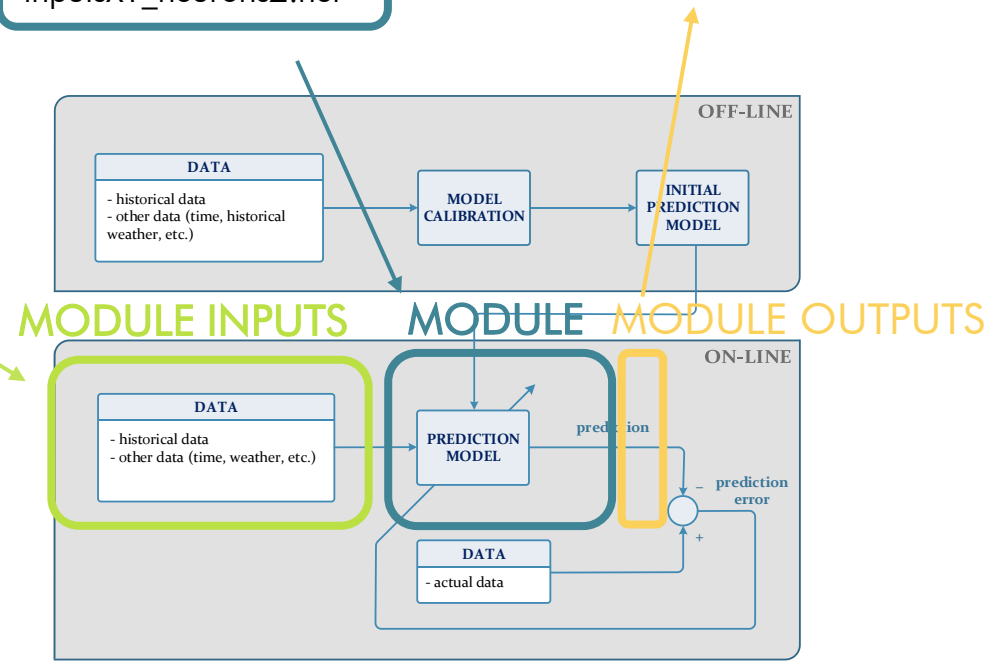 OFF-LINE
DATA
- historical data
- other data (time, historical
weather, etc.)
MODEL
CALIBRATION
INITIAL
PREDICTION
MODEL
MODULE INPUTS
MODULE
MODULE OUTPUTS
ON-LINE
DATA
- historical data
- other data (time, weather, etc.)
PREDICTION
MODEL
prediction
− prediction
error
+
DATA
- actual data